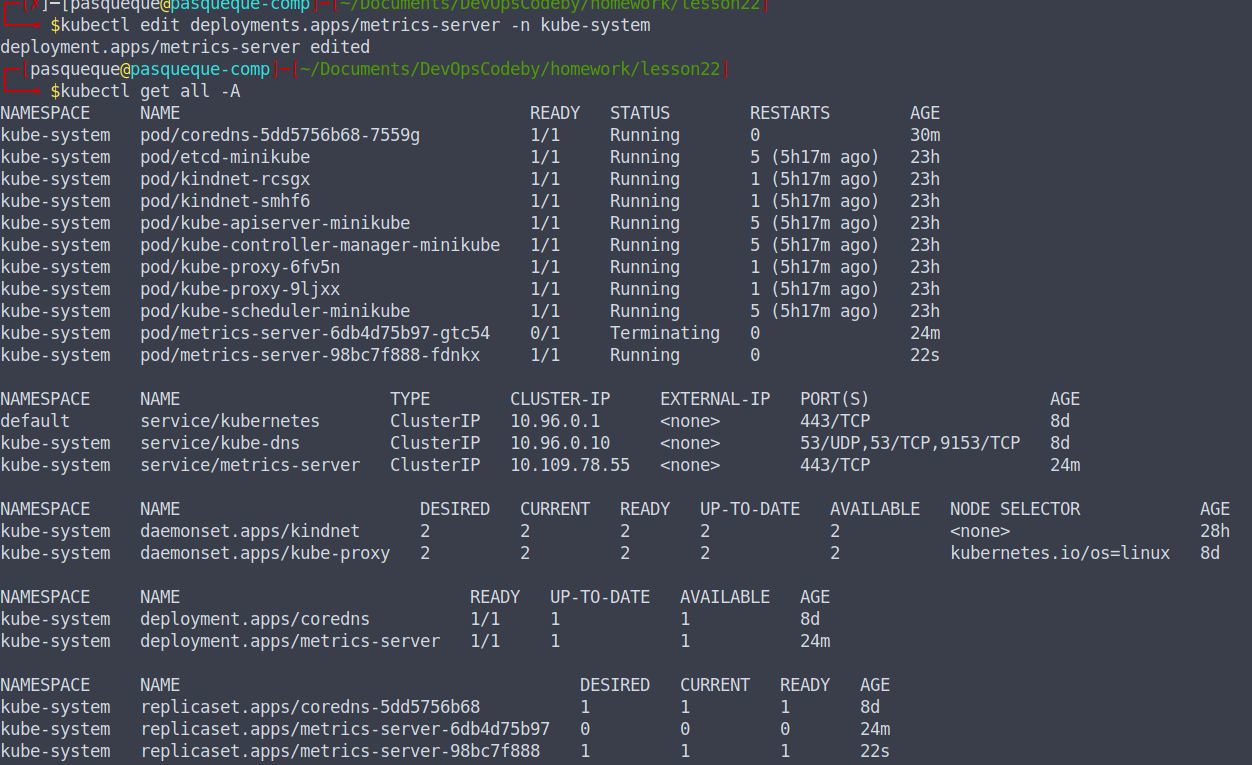 [✗]─[pasqueque@pasqueque-comp]─[~/Documents/DevOpsCodeby/homework/lesson22]
$kubectl edit deployments.apps/metrics-server -n kube-system
deployment.apps/metrics-server edited
[pasqueque@pasqueque-comp]─[~/Documents/DevOpsCodeby/homework/lesson22]
$kubectl get all -A
NAMESPACE NAME READY STATUS RESTARTS AGE
kube-system pod/coredns-5dd5756b68-7559g 1/1 Running 0 30m
kube-system pod/etcd-minikube 1/1 Running 5 (5h17m ago) 23h
kube-system pod/kindnet-rcsgx 1/1 Running 1 (5h17m ago) 23h
kube-system pod/kindnet-smhf6 1/1 Running 1 (5h17m ago) 23h
kube-system pod/kube-apiserver-minikube 1/1 Running 5 (5h17m ago) 23h
kube-system pod/kube-controller-manager-minikube 1/1 Running 5 (5h17m ago) 23h
kube-system pod/kube-proxy-6fv5n 1/1 Running 1 (5h17m ago) 23h
kube-system pod/kube-proxy-9ljxx 1/1 Running 1 (5h17m ago) 23h
kube-system pod/kube-scheduler-minikube 1/1 Running 5 (5h17m ago) 23h
kube-system pod/metrics-server-6db4d75b97-gtc54 0/1 Terminating 0 24m
kube-system pod/metrics-server-98bc7f888-fdnkx 1/1 Running 0 22s
NAMESPACE NAME TYPE CLUSTER-IP EXTERNAL-IP PORT(S) AGE
default service/kubernetes ClusterIP 10.96.0.1 <none> 443/TCP 8d
kube-system service/kube-dns ClusterIP 10.96.0.10 <none> 53/UDP,53/TCP,9153/TCP 8d
kube-system service/metrics-server ClusterIP 10.109.78.55 <none> 443/TCP 24m
NAMESPACE NAME DESIRED CURRENT READY UP-TO-DATE AVAILABLE NODE SELECTOR AGE
kube-system daemonset.apps/kindnet 2 2 2 2 2 <none> 28h
kube-system daemonset.apps/kube-proxy 2 2 2 2 2 kubernetes.io/os=linux 8d
NAMESPACE NAME READY UP-TO-DATE AVAILABLE AGE
kube-system deployment.apps/coredns 1/1 1 1 8d
kube-system deployment.apps/metrics-server 1/1 1 1 24m
NAMESPACE NAME DESIRED CURRENT READY AGE
kube-system replicaset.apps/coredns-5dd5756b68 1 1 1 8d
kube-system replicaset.apps/metrics-server-6db4d75b97 0 0 0 24m
kube-system replicaset.apps/metrics-server-98bc7f888 1 1 1 22s